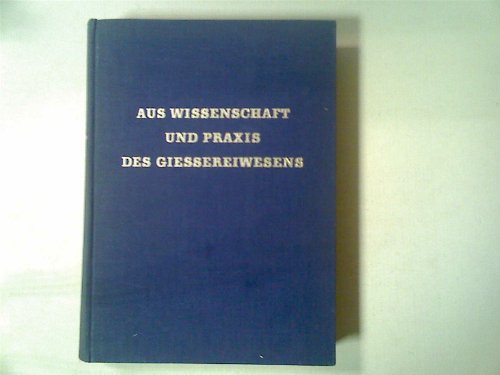 AUS WISSENSCHAFT
UND PRAXIS
DES GIESSEREIWESENS